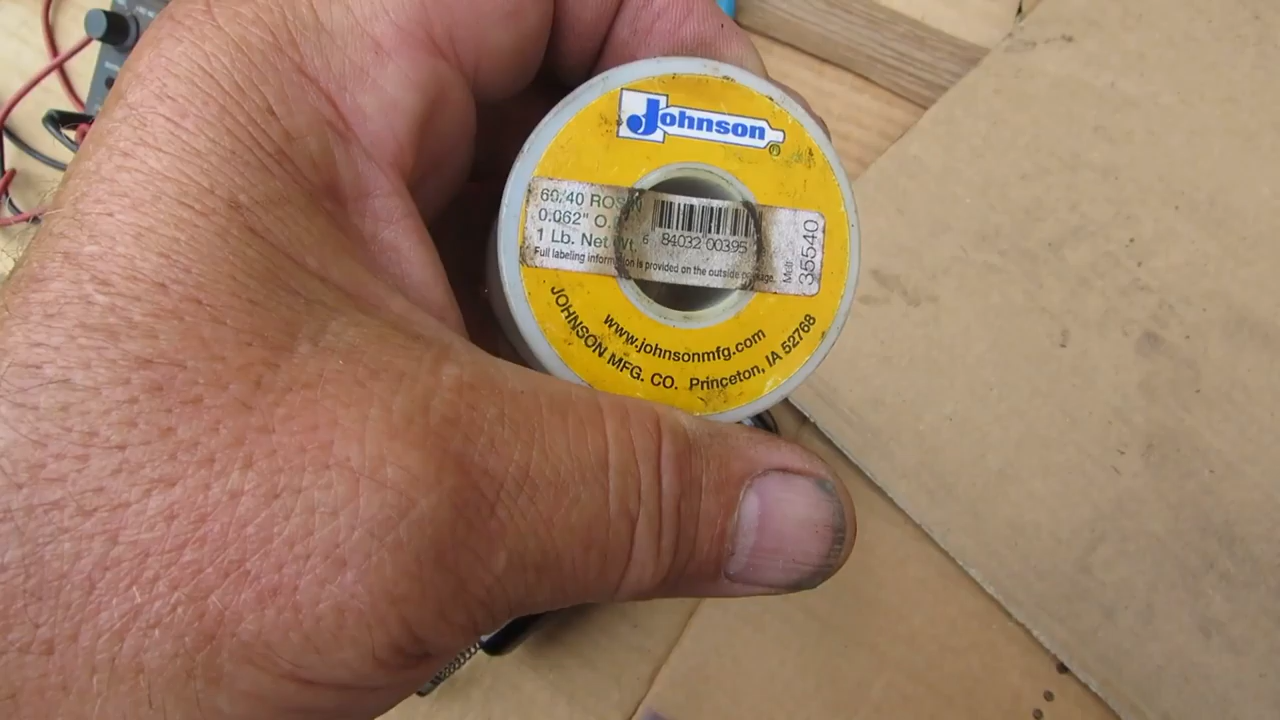 Johnson®
60/40 ROSIN
0.062" O.
1 Lb. Net Wt.
6 84032 00395
Full labeling information is provided on the outside package.
35540
www.johnsonmfg.com
JOHNSON MFG. CO. Princeton, IA 52768